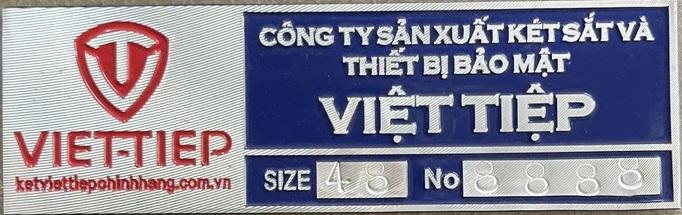 VIET-TIEP
ketviettiepchinhhang.com.vn
CÔNG TY SẢN XUẤT KÉT SẮT VÀ
THIẾT BỊ BẢO MẬT
VIỆT TIỆP
SIZE 48 No 8888